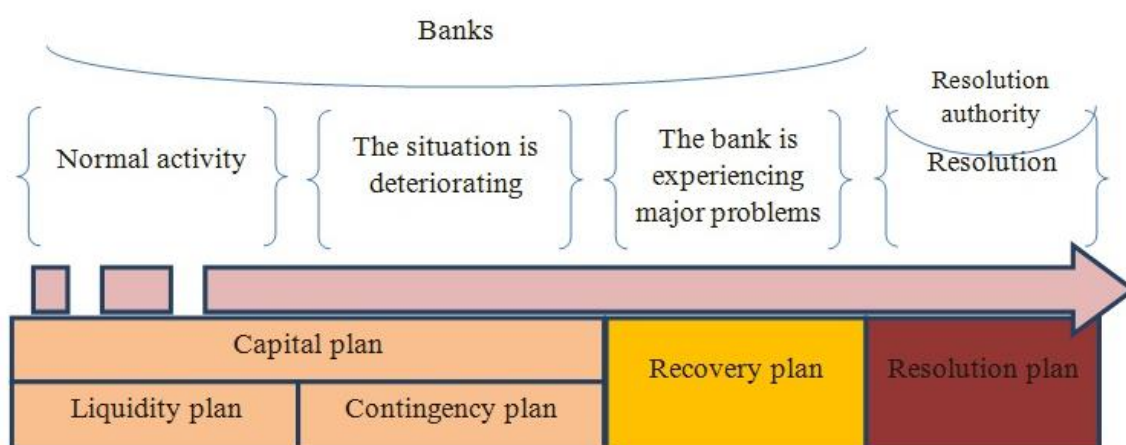 Banks
Resolution
authority
Normal activity
The situation is
deteriorating
The bank is
experiencing
major problems
Resolution
Capital plan
Liquidity plan
Contingency plan
Recovery plan
Resolution plan